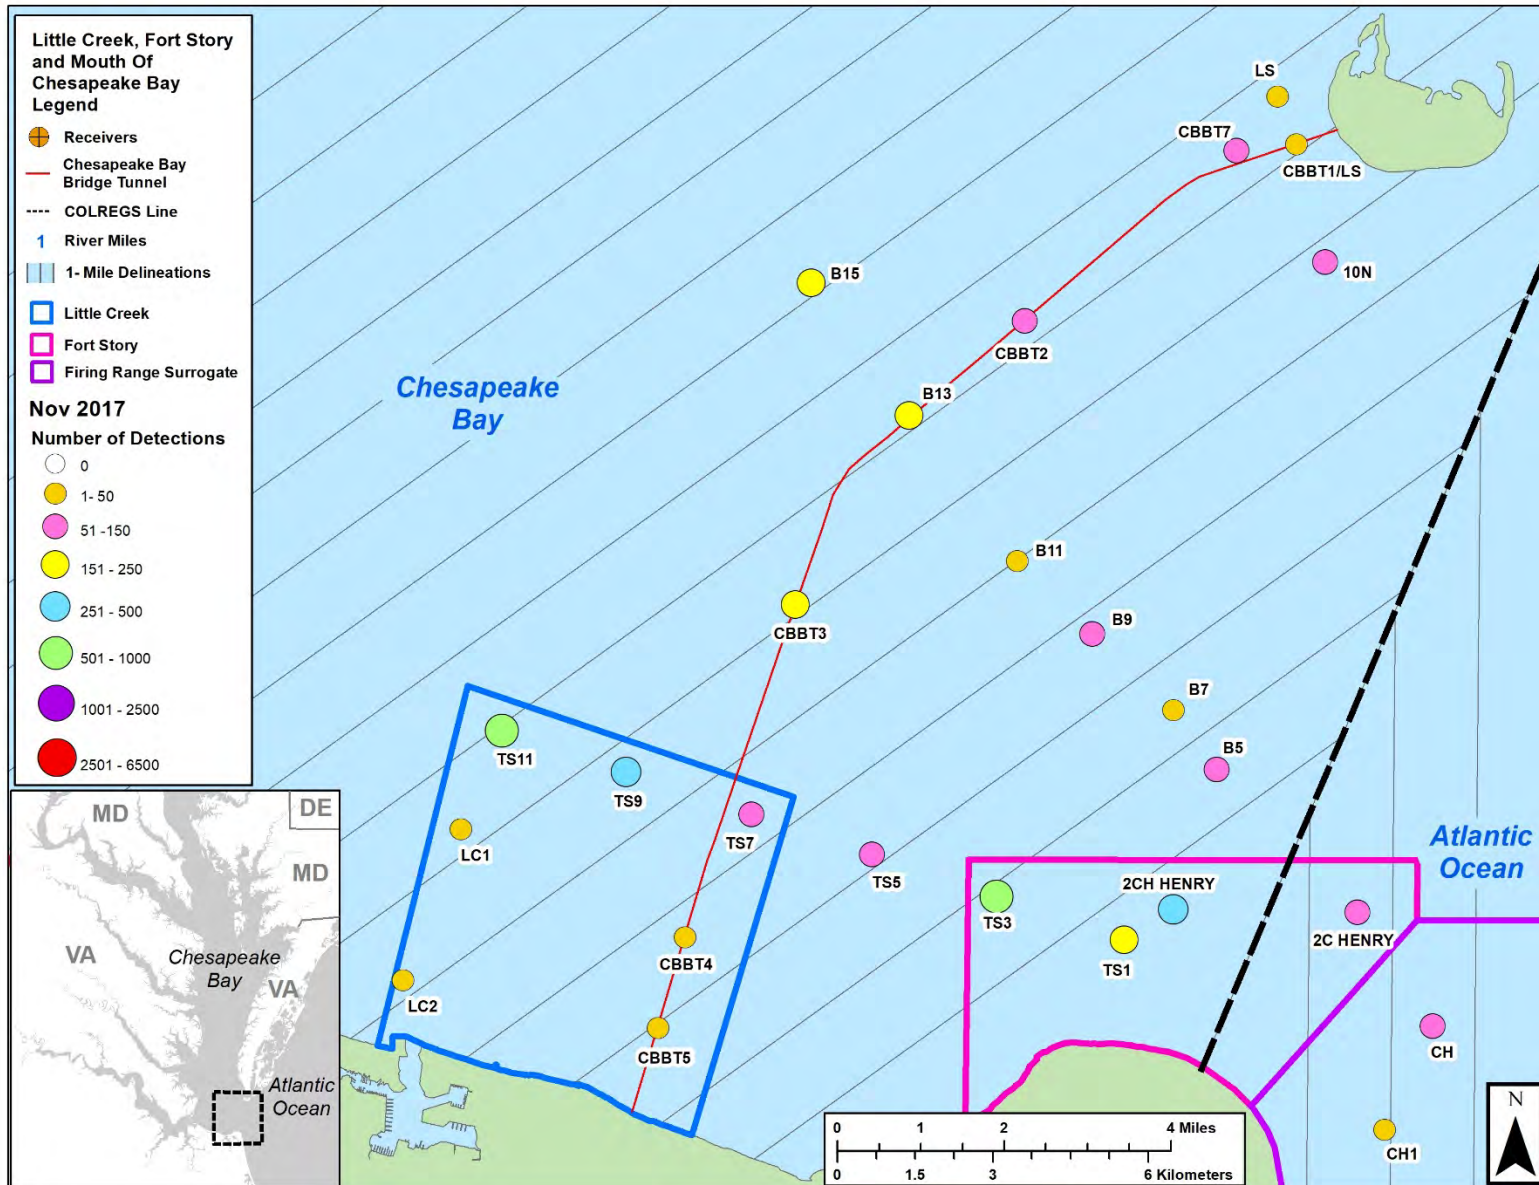 Little Creek, Fort Story
and Mouth Of
Chesapeake Bay
Legend
Receivers
Chesapeake Bay
Bridge Tunnel
COLREGS Line
1 River Miles
1- Mile Delineations
Little Creek
Fort Story
Firing Range Surrogate
Nov 2017
Number of Detections
0
1- 50
51 -150
151 - 250
251 - 500
501 - 1000
1001 - 2500
2501 - 6500
LS
CBBT7
CBBT1/LS
10N
B15
CBBT2
Chesapeake
Bay
B13
B11
CBBT3
B9
B7
B5
TS11
TS9
TS7
LC1
TS5
Atlantic
Ocean
2CH HENRY
TS3
2C HENRY
TS1
CBBT4
LC2
CBBT5
CH
CH1
MD
DE
MD
VA
Chesapeake
Bay
VA
Atlantic
Ocean
0 1 2 4 Miles
0 1.5 3 6 Kilometers
N